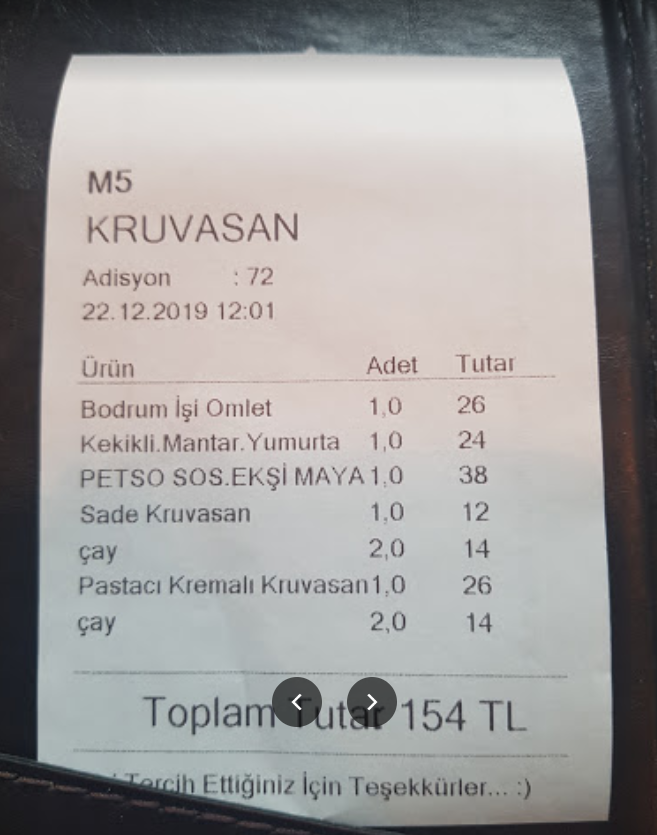 M5
KRUVASAN
Adisyon : 72
22.12.2019 12:01
Ürün Adet Tutar
Bodrum İşi Omlet 1,0 26
Kekikli.Mantar.Yumurta 1,0 24
PETSO SOS.EKŞİ MAYA 1,0 38
Sade Kruvasan 1,0 12
çay 2,0 14
Pastacı Kremalı Kruvasan 1,0 26
çay 2,0 14
Toplam Tutar 154 TL
Tercih Ettiğiniz İçin Teşekkürler... :)